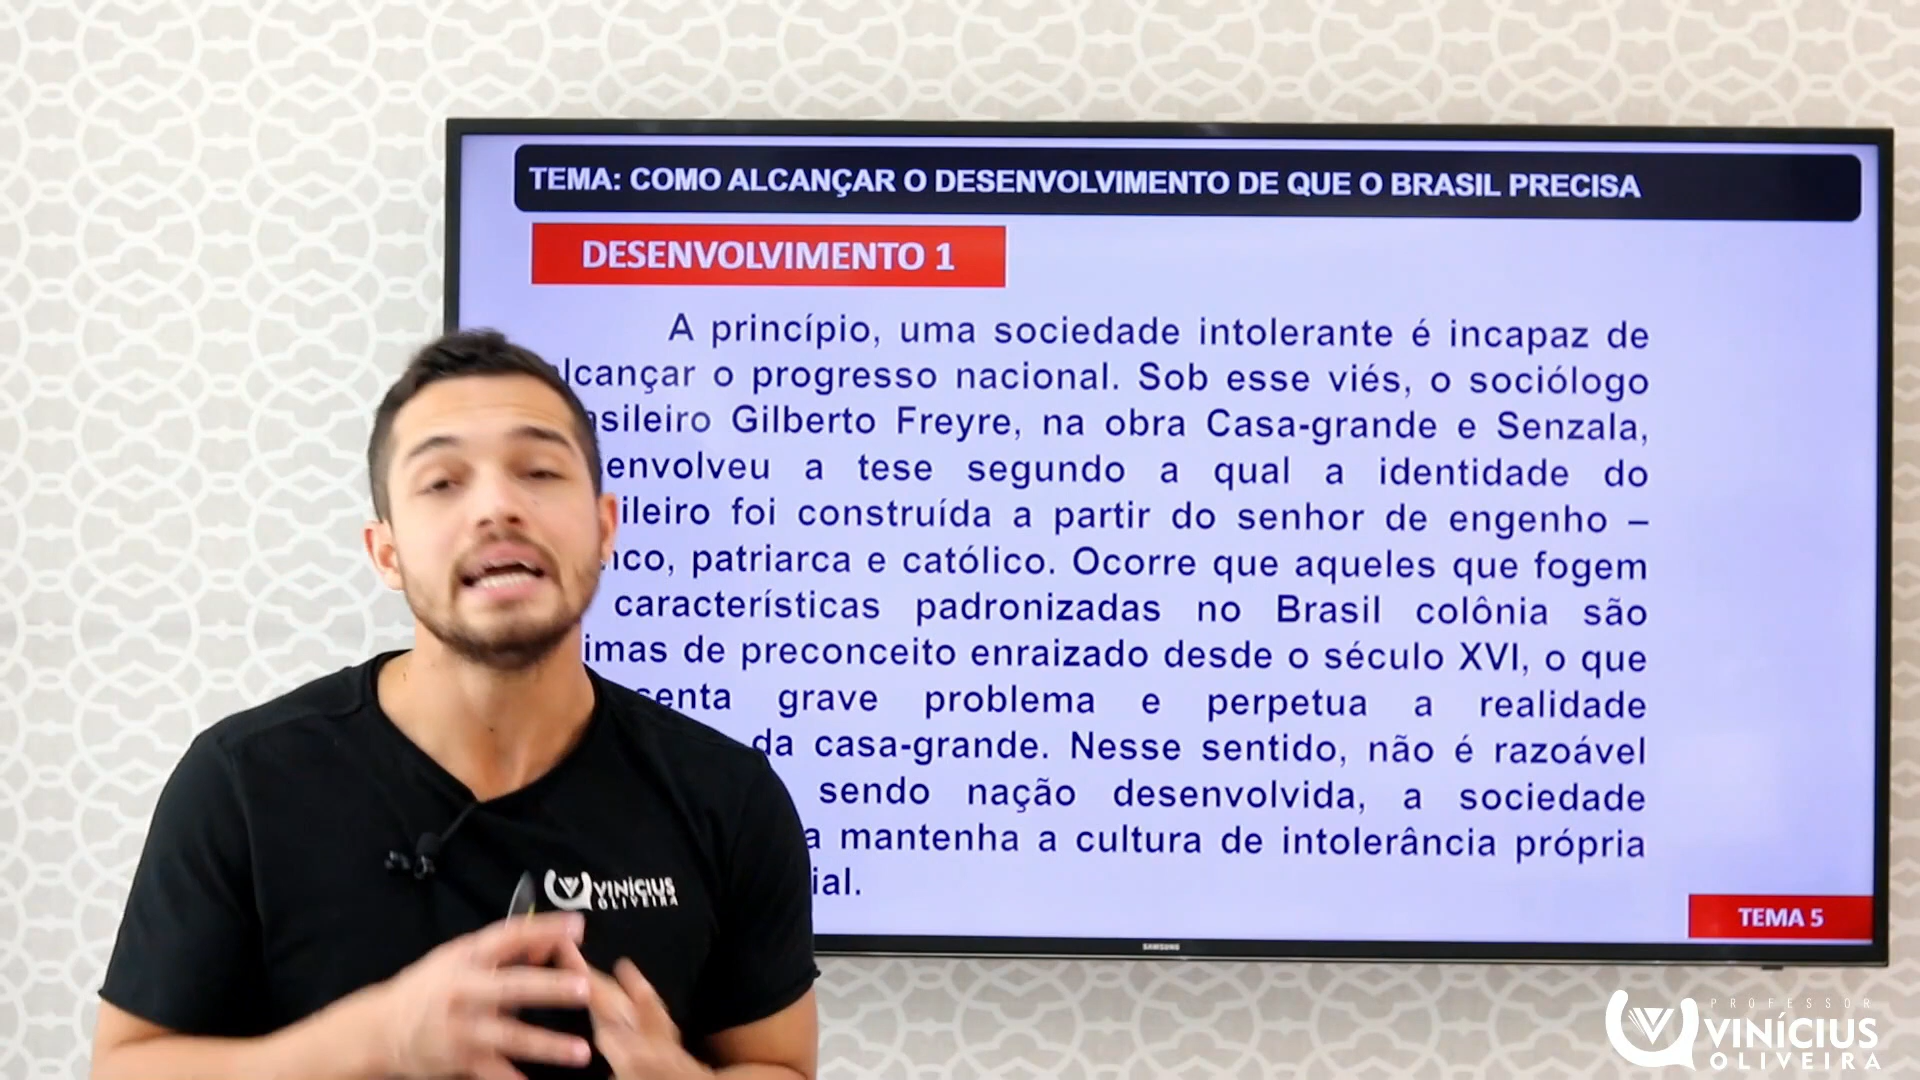 TEMA: COMO ALCANÇAR O DESENVOLVIMENTO DE QUE O BRASIL PRECISA
DESENVOLVIMENTO 1
A princípio, uma sociedade intolerante é incapaz de
lcançar o progresso nacional. Sob esse viés, o sociólogo
asileiro Gilberto Freyre, na obra Casa-grande e Senzala,
envolveu a tese segundo a qual a identidade do
ileiro foi construída a partir do senhor de engenho –
nco, patriarca e católico. Ocorre que aqueles que fogem
características padronizadas no Brasil colônia são
imas de preconceito enraizado desde o século XVI, o que
senta grave problema e perpetua a realidade
da casa-grande. Nesse sentido, não é razoável
sendo nação desenvolvida, a sociedade
a mantenha a cultura de intolerância própria
ial.
TEMA 5
SAMSUNG
VINÍCIUS
OLIVEIRA
PROFESSOR
VINÍCIUS
OLIVEIRA